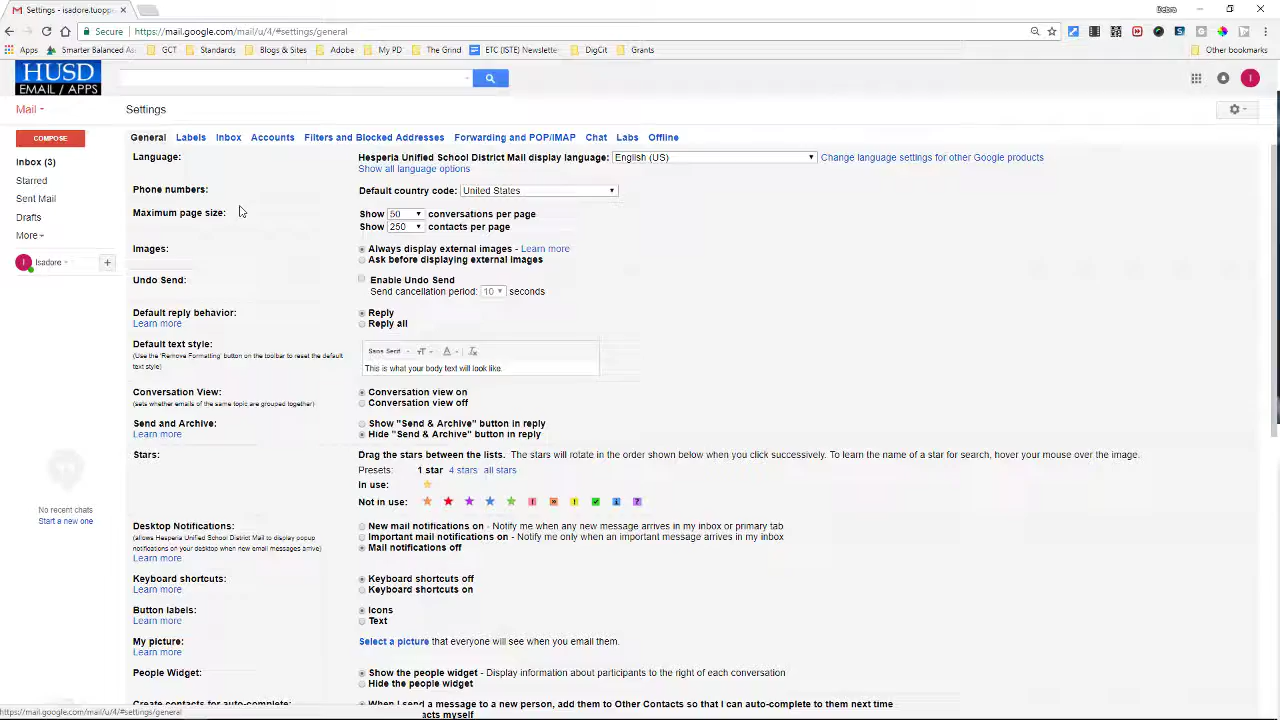 Settings - isadore.tuopp
Debra
Secure
https://mail.google.com/mail/u/4/#settings/general
Apps
Smarter Balanced As
GCT
Standards
Blogs & Sites
Adobe
My PD
The Grind
ETC (ISTE) Newslette
DigCit
Grants
Other bookmarks
HUSD
EMAIL / APPS
I
Mail
Settings
COMPOSE
General Labels Inbox Accounts Filters and Blocked Addresses Forwarding and POP/IMAP Chat Labs Offline
Inbox (3)
Starred
Sent Mail
Drafts
More
I Isadore
+
No recent chats
Start a new one
Language:
Hesperia Unified School District Mail display language: English (US) Change language settings for other Google products
Show all language options
Phone numbers:
Default country code: United States
Maximum page size:
Show 50 conversations per page
Show 250 contacts per page
Images:
Always display external images - Learn more
Ask before displaying external images
Undo Send:
Enable Undo Send
Send cancellation period: 10 seconds
Default reply behavior:
Learn more
Reply
Reply all
Default text style:
(Use the 'Remove Formatting' button on the toolbar to reset the default
text style)
Sans Serif
This is what your body text will look like.
Conversation View:
(sets whether emails of the same topic are grouped together)
Conversation view on
Conversation view off
Send and Archive:
Learn more
Show "Send & Archive" button in reply
Hide "Send & Archive" button in reply
Stars:
Drag the stars between the lists. The stars will rotate in the order shown below when you click successively. To learn the name of a star for search, hover your mouse over the image.
Presets: 1 star 4 stars all stars
In use:
Not in use:
Desktop Notifications:
(allows Hesperia Unified School District Mail to display popup
notifications on your desktop when new email messages arrive)
Learn more
New mail notifications on - Notify me when any new message arrives in my inbox or primary tab
Important mail notifications on - Notify me only when an important message arrives in my inbox
Mail notifications off
Keyboard shortcuts:
Learn more
Keyboard shortcuts off
Keyboard shortcuts on
Button labels:
Learn more
Icons
Text
My picture:
Learn more
Select a picture that everyone will see when you email them.
People Widget:
Show the people widget - Display information about participants to the right of each conversation
Hide the people widget
Create contacts for auto-complete:
When I send a message to a new person, add them to Other Contacts so that I can auto-complete to them next time
acts myself
https://mail.google.com/mail/u/4/#settings/general